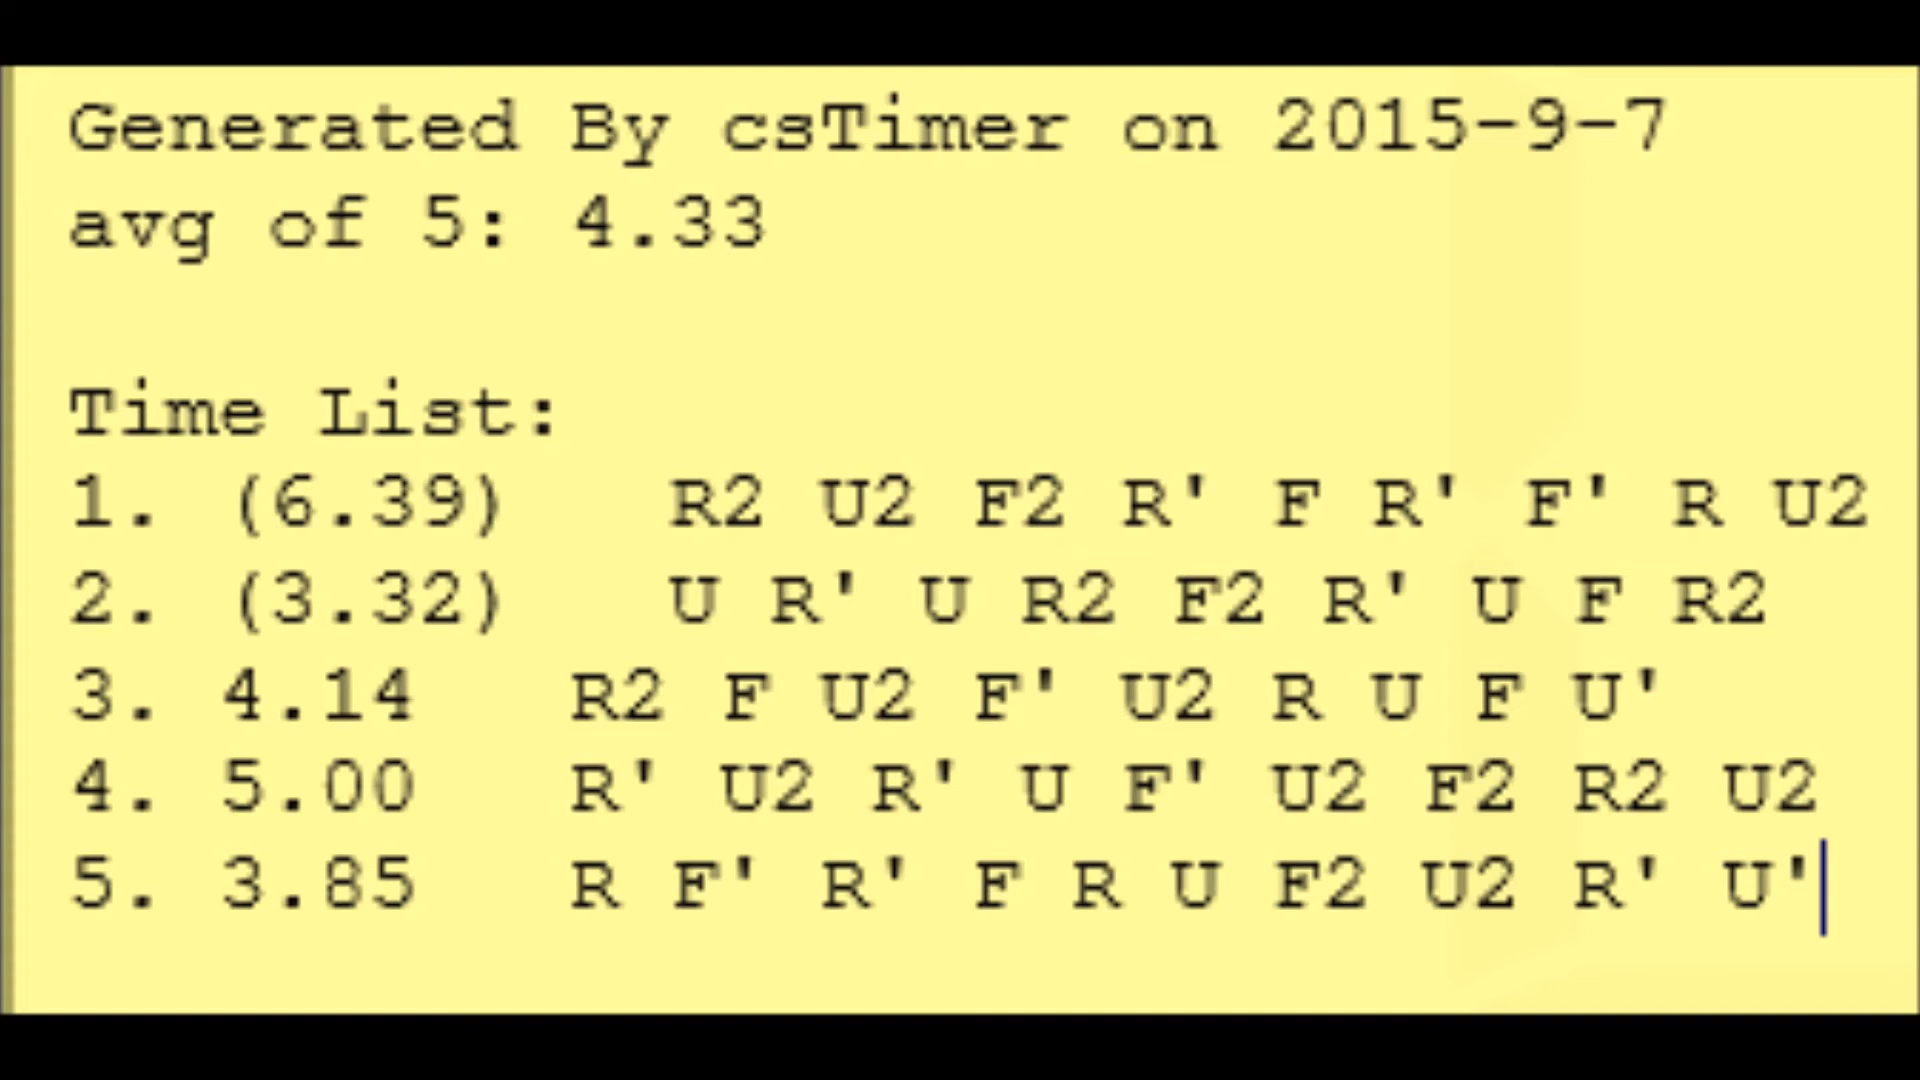 Generated By csTimer on 2015-9-7
avg of 5: 4.33
Time List:
1. (6.39) R2 U2 F2 R' F R' F' R U2
2. (3.32) U R' U R2 F2 R' U F R2
3. 4.14 R2 F U2 F' U2 R U F U'
4. 5.00 R' U2 R' U F' U2 F2 R2 U2
5. 3.85 R F' R' F R U F2 U2 R' U'